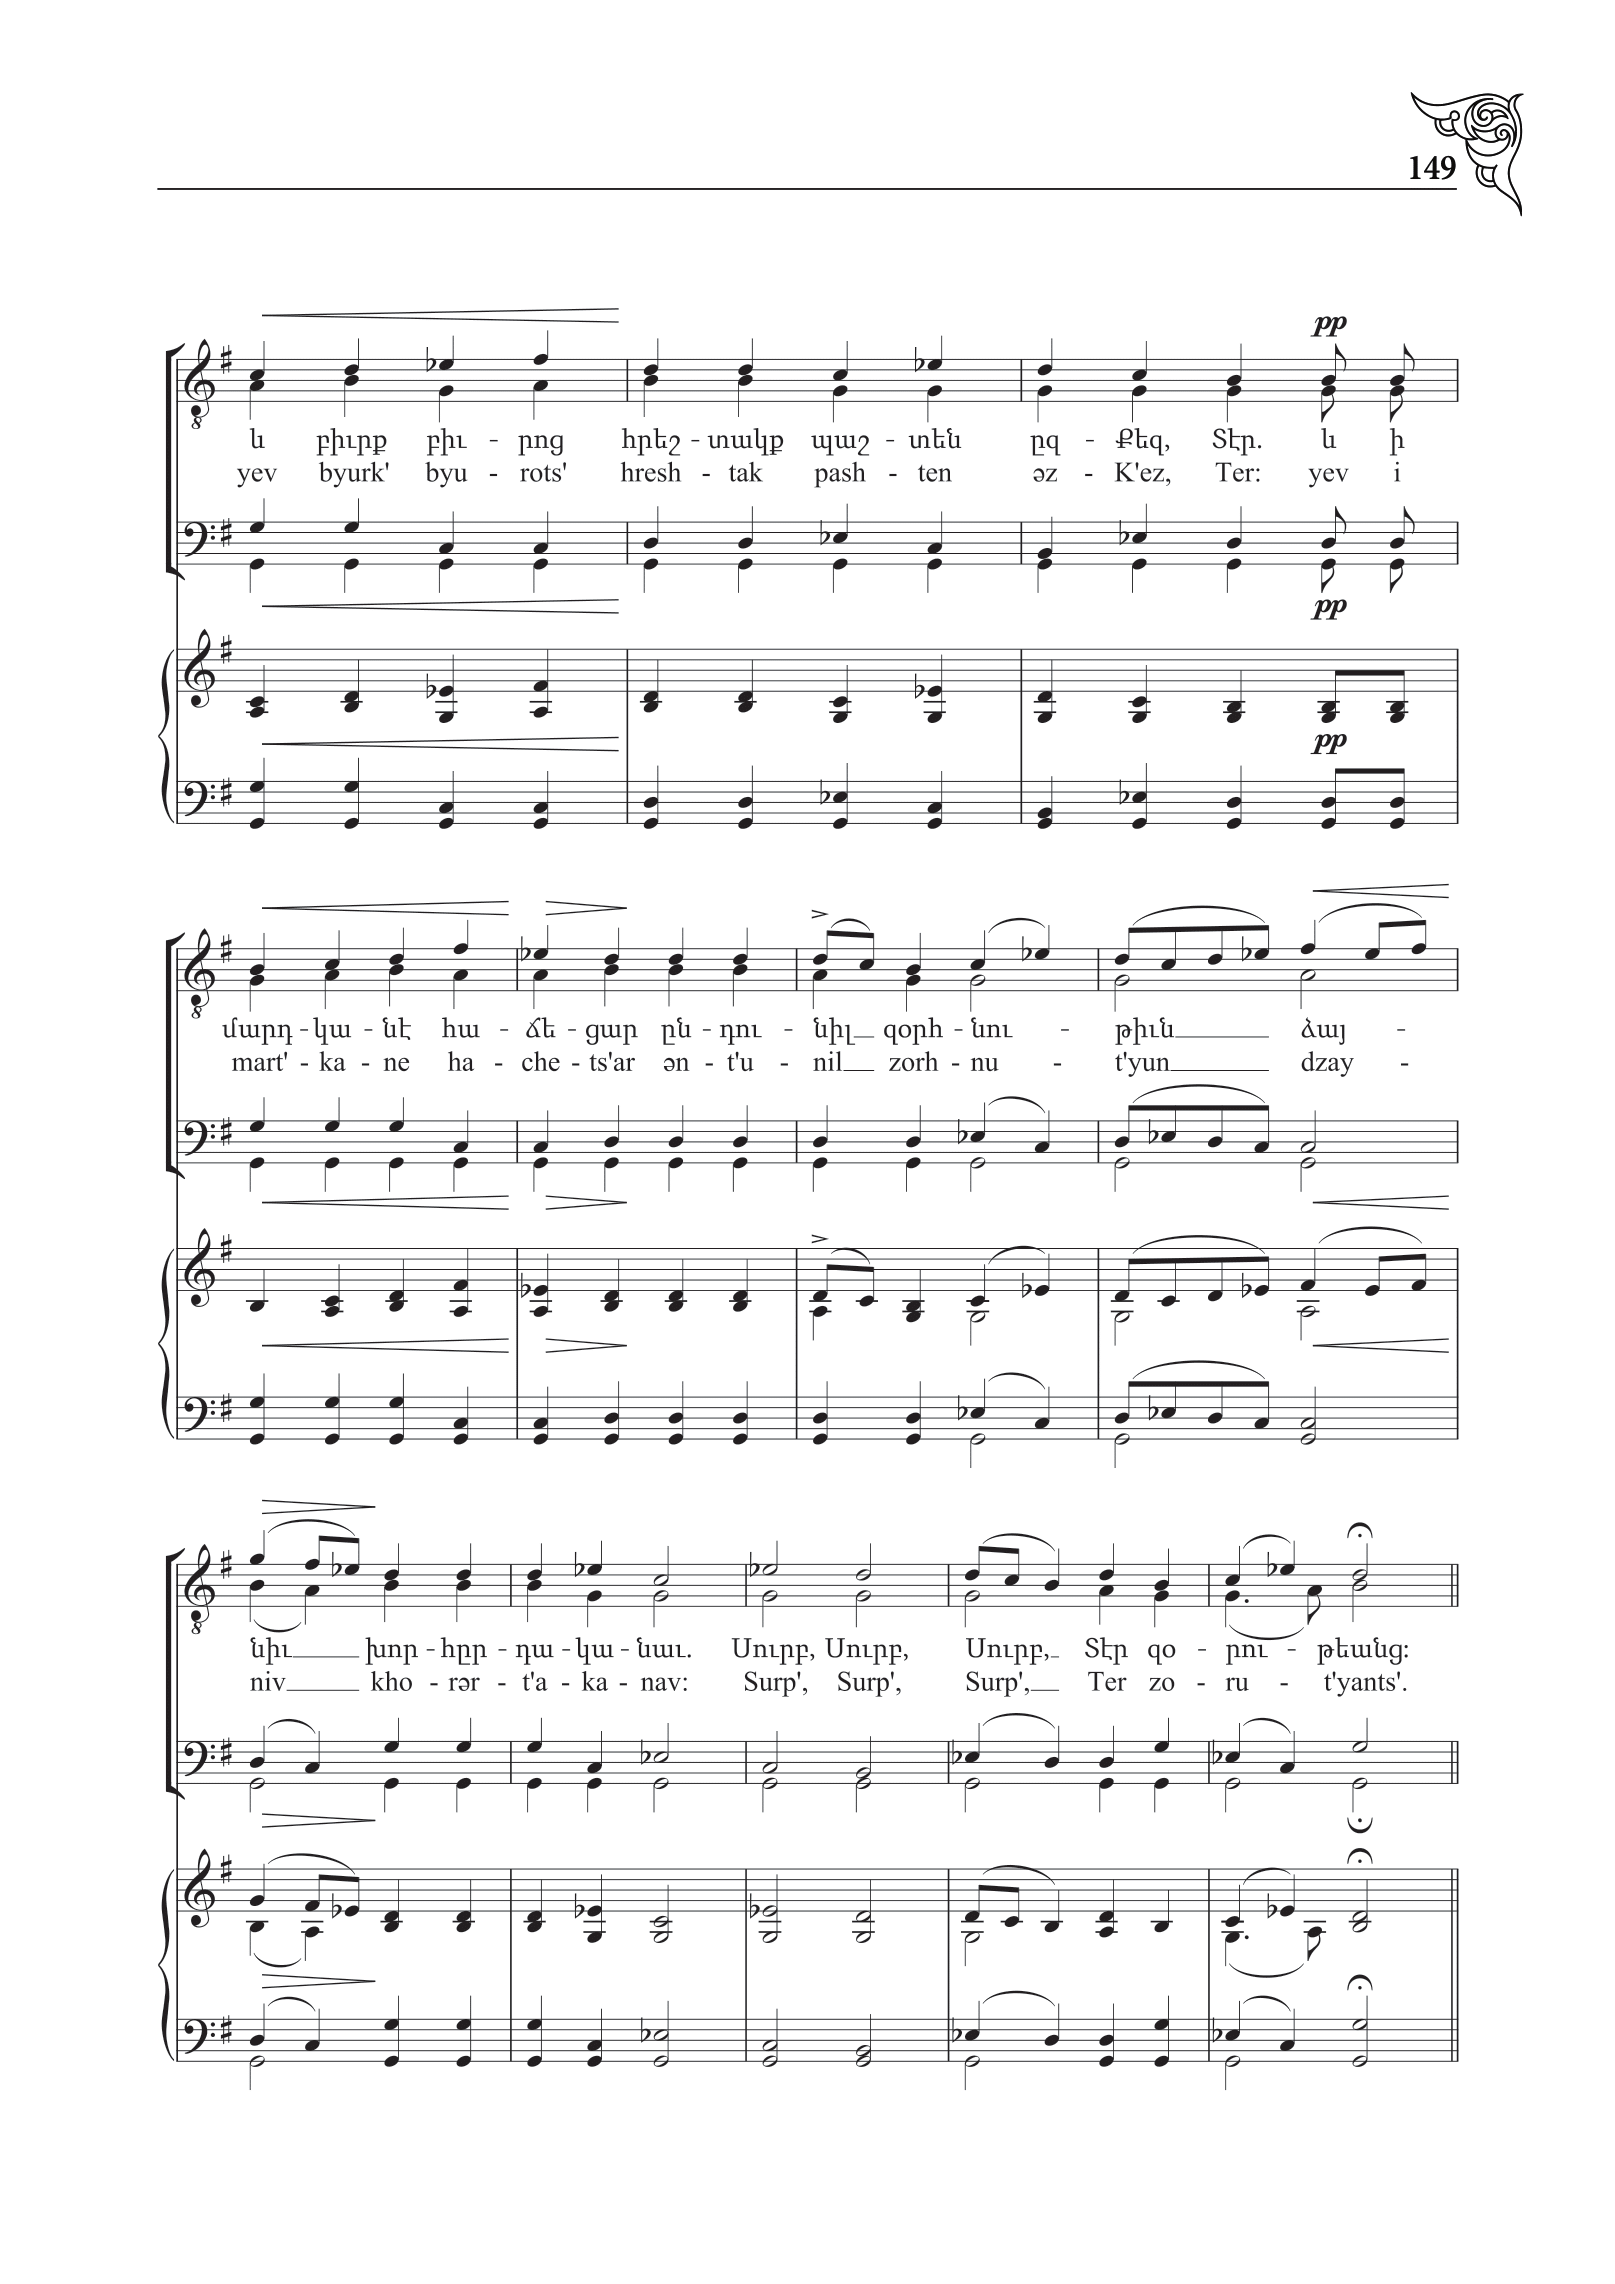 149
pp
և բիւրք բիւ - րոց հրեշ - տակք պաշ - տեն ըզ - Քեզ, Տէր. և ի
yev byurk' byu - rots' hresh - tak pash - ten əz - K'ez, Ter: yev i
pp
pp
մարդ - կա - նէ հա - ճե - ցար ըն - դու - նիլ զօրհ - նու - թիւն ձայ -
mart' - ka - ne ha - che - ts'ar ən - t'u - nil zorh - nu - t'yun dzay -
նիւ խոր - հըր - դա - կա - նաւ. Սուրբ, Սուրբ, Սուրբ, Տէր զօ - րու - թեանց:
niv kho - rər - t'a - ka - nav: Surp', Surp', Surp', Ter zo - ru - t'yants'.